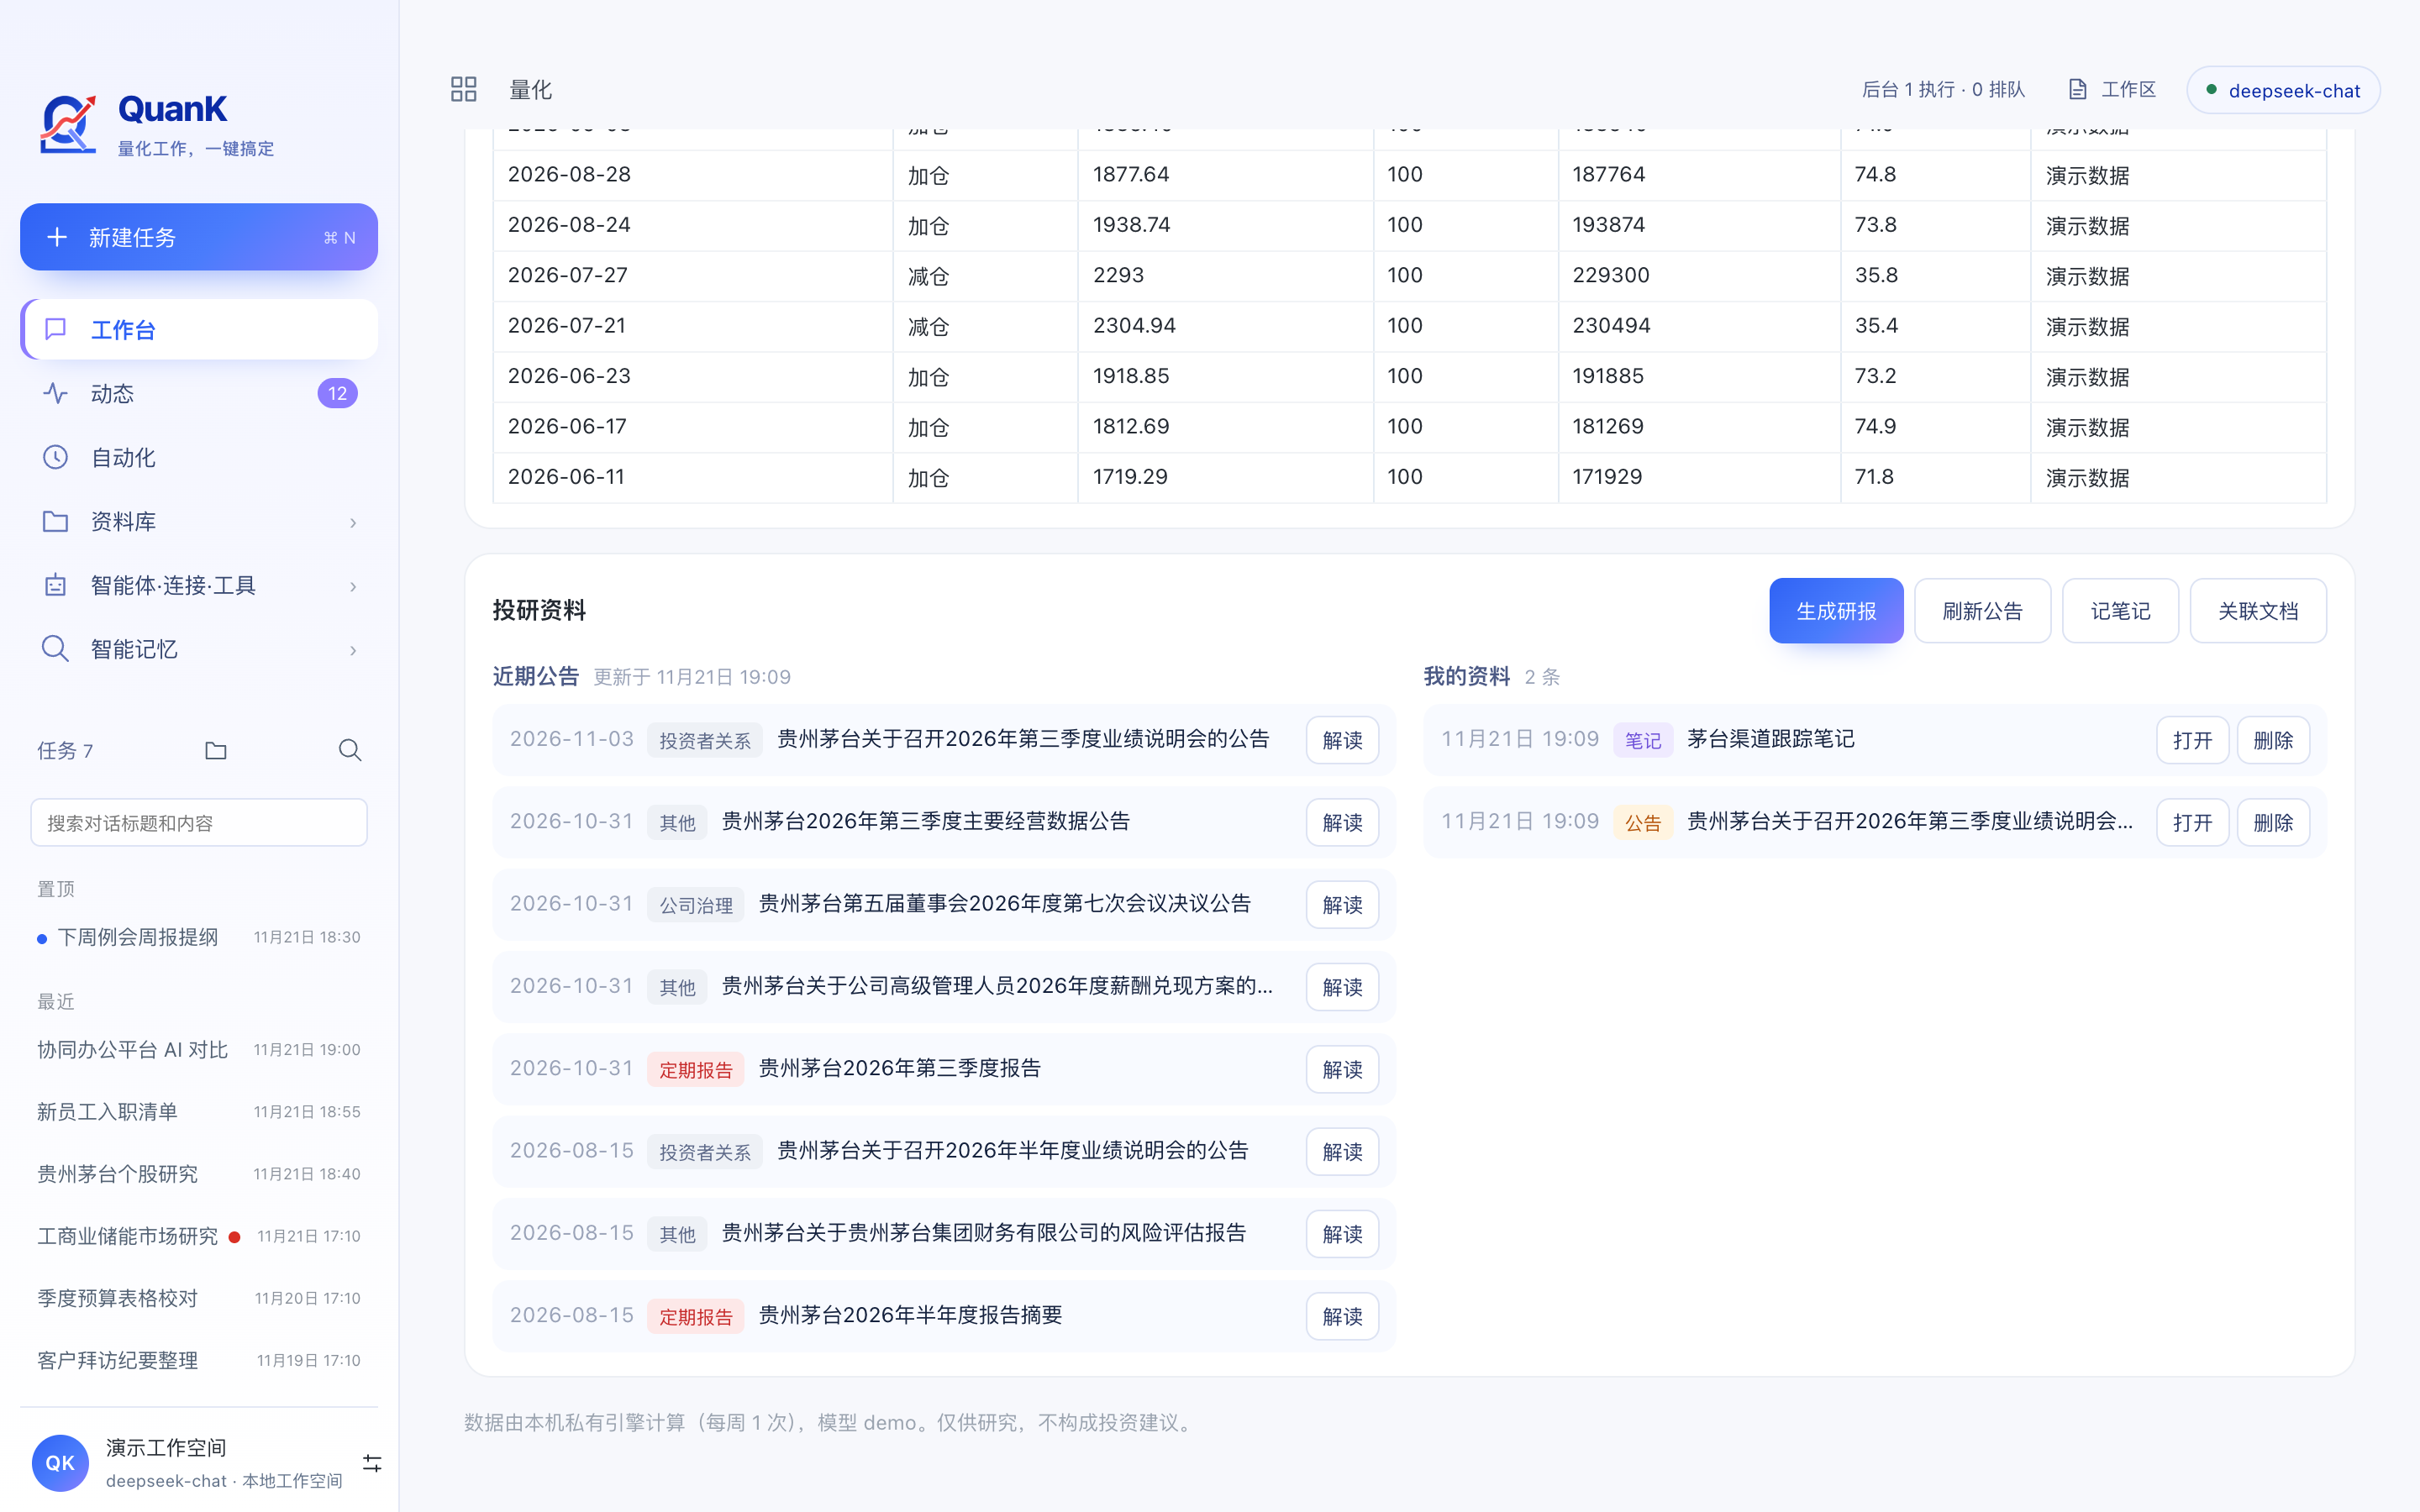 QuanK
量化工作，一键搞定
新建任务 ⌘ N
工作台
动态 12
自动化
资料库
智能体·连接·工具
智能记忆
任务 7
搜索对话标题和内容
置顶
下周例会周报提纲 11月21日 18:30
最近
协同办公平台 AI 对比 11月21日 19:00
新员工入职清单 11月21日 18:55
贵州茅台个股研究 11月21日 18:40
工商业储能市场研究 11月21日 17:10
季度预算表格校对 11月20日 17:10
客户拜访纪要整理 11月19日 17:10
QK
演示工作空间
deepseek-chat · 本地工作空间
量化
后台 1 执行 · 0 排队 工作区 deepseek-chat
2026-08-28 加仓 1877.64 100 187764 74.8 演示数据
2026-08-24 加仓 1938.74 100 193874 73.8 演示数据
2026-07-27 减仓 2293 100 229300 35.8 演示数据
2026-07-21 减仓 2304.94 100 230494 35.4 演示数据
2026-06-23 加仓 1918.85 100 191885 73.2 演示数据
2026-06-17 加仓 1812.69 100 181269 74.9 演示数据
2026-06-11 加仓 1719.29 100 171929 71.8 演示数据
投研资料 生成研报 刷新公告 记笔记 关联文档
近期公告 更新于 11月21日 19:09
2026-11-03 投资者关系 贵州茅台关于召开2026年第三季度业绩说明会的公告 解读
2026-10-31 其他 贵州茅台2026年第三季度主要经营数据公告 解读
2026-10-31 公司治理 贵州茅台第五届董事会2026年度第七次会议决议公告 解读
2026-10-31 其他 贵州茅台关于公司高级管理人员2026年度薪酬兑现方案的... 解读
2026-10-31 定期报告 贵州茅台2026年第三季度报告 解读
2026-08-15 投资者关系 贵州茅台关于召开2026年半年度业绩说明会的公告 解读
2026-08-15 其他 贵州茅台关于贵州茅台集团财务有限公司的风险评估报告 解读
2026-08-15 定期报告 贵州茅台2026年半年度报告摘要 解读
我的资料 2 条
11月21日 19:09 笔记 茅台渠道跟踪笔记 打开 删除
11月21日 19:09 公告 贵州茅台关于召开2026年第三季度业绩说明会... 打开 删除
数据由本机私有引擎计算（每周 1 次），模型 demo。仅供研究，不构成投资建议。